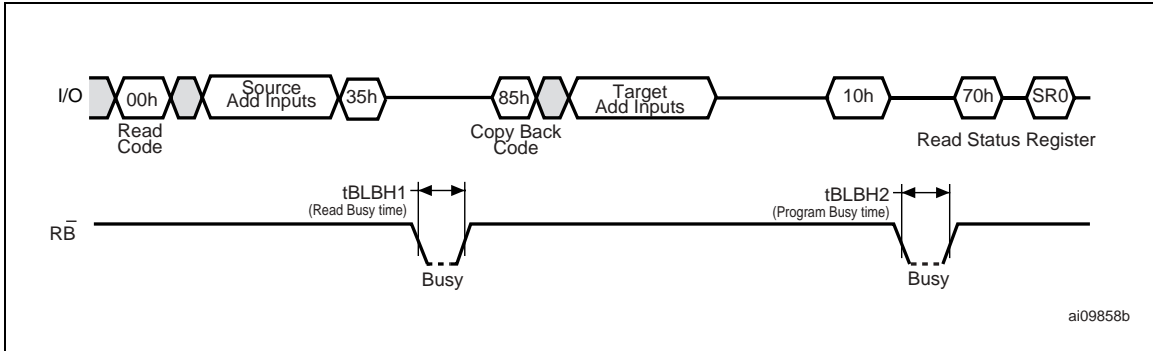 I/O
00h
Source
Add Inputs
35h
85h
Target
Add Inputs
10h
70h
SR0
Read
Code
Copy Back
Code
Read Status Register
tBLBH1
(Read Busy time)
tBLBH2
(Program Busy time)
RB̅
Busy
Busy
ai09858b